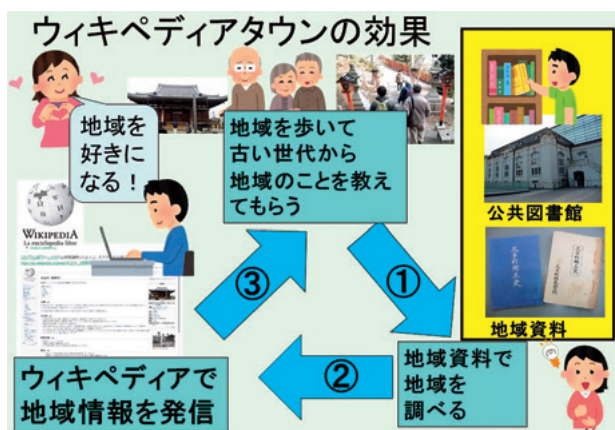 ウィキペディアタウンの効果
地域を
好きに
なる！
地域を歩いて
古い世代から
地域のことを教え
てもらう
公共図書館
地域資料
①
地域資料で
地域を
調べる
②
WIKIPEDIA
La enciclopedia libre
ウィキペディアで
地域情報を発信
③